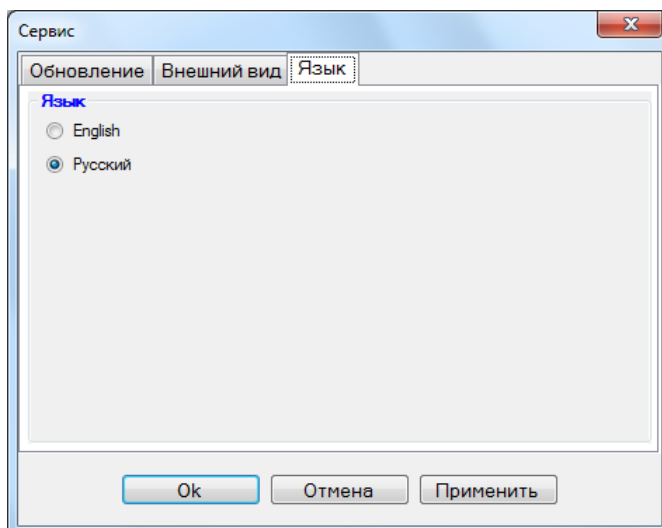 Сервис
Обновление Внешний вид Язык
Язык
English
Русский
Ok Отмена Применить